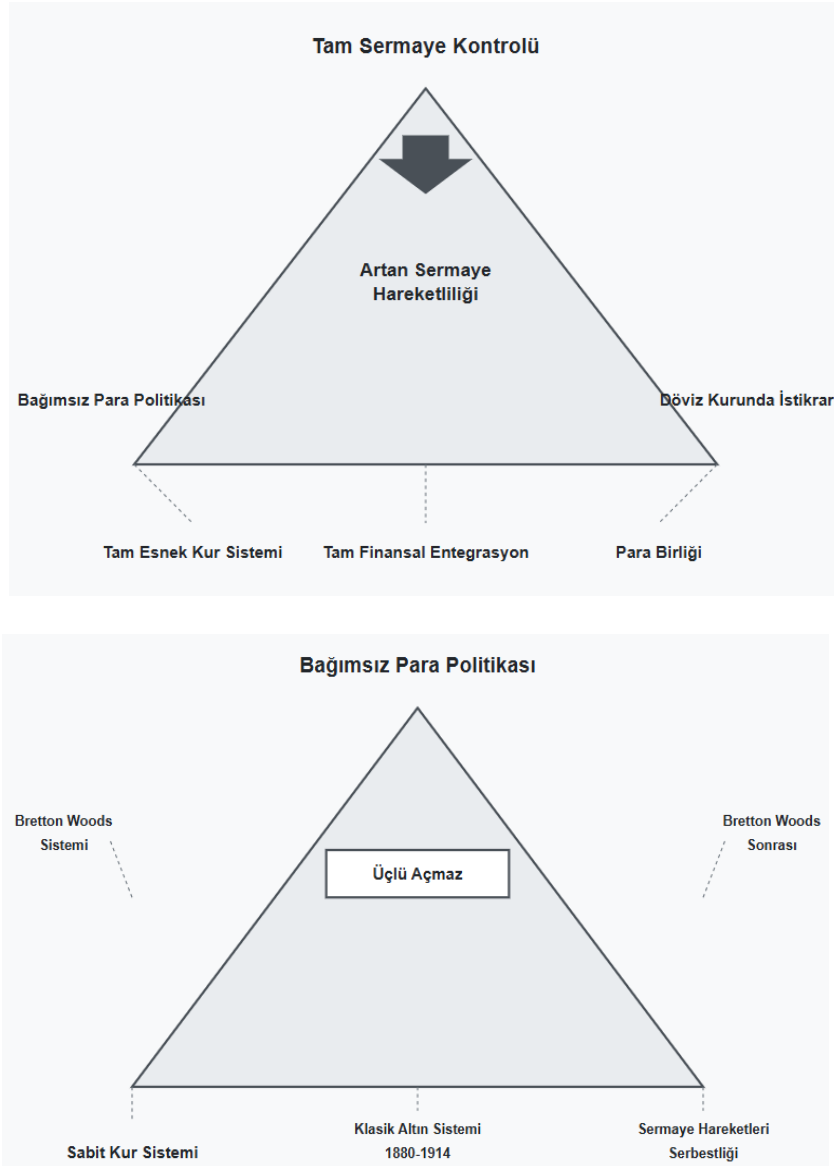 Tam Sermaye Kontrolü
Artan Sermaye
Hareketliliği
Bağımsız Para Politikası
Döviz Kurunda İstikrar
Tam Esnek Kur Sistemi
Tam Finansal Entegrasyon
Para Birliği
Bağımsız Para Politikası
Bretton Woods
Sistemi
Bretton Woods
Sonrası
Üçlü Açmaz
Sabit Kur Sistemi
Klasik Altın Sistemi
1880-1914
Sermaye Hareketleri
Serbestliği